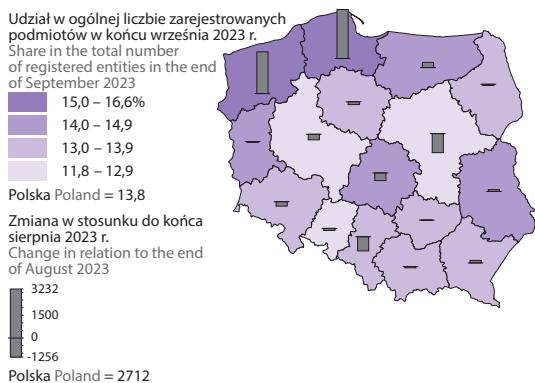 Udział w ogólnej liczbie zarejestrowanych
podmiotów w końcu września 2023 r.
Share in the total number
of registered entities in the end
of September 2023
15,0 – 16,6%
14,0 – 14,9
13,0 – 13,9
11,8 – 12,9
Polska Poland = 13,8
Zmiana w stosunku do końca
sierpnia 2023 r.
Change in relation to the end
of August 2023
3232
1500
0
-1256
Polska Poland = 2712